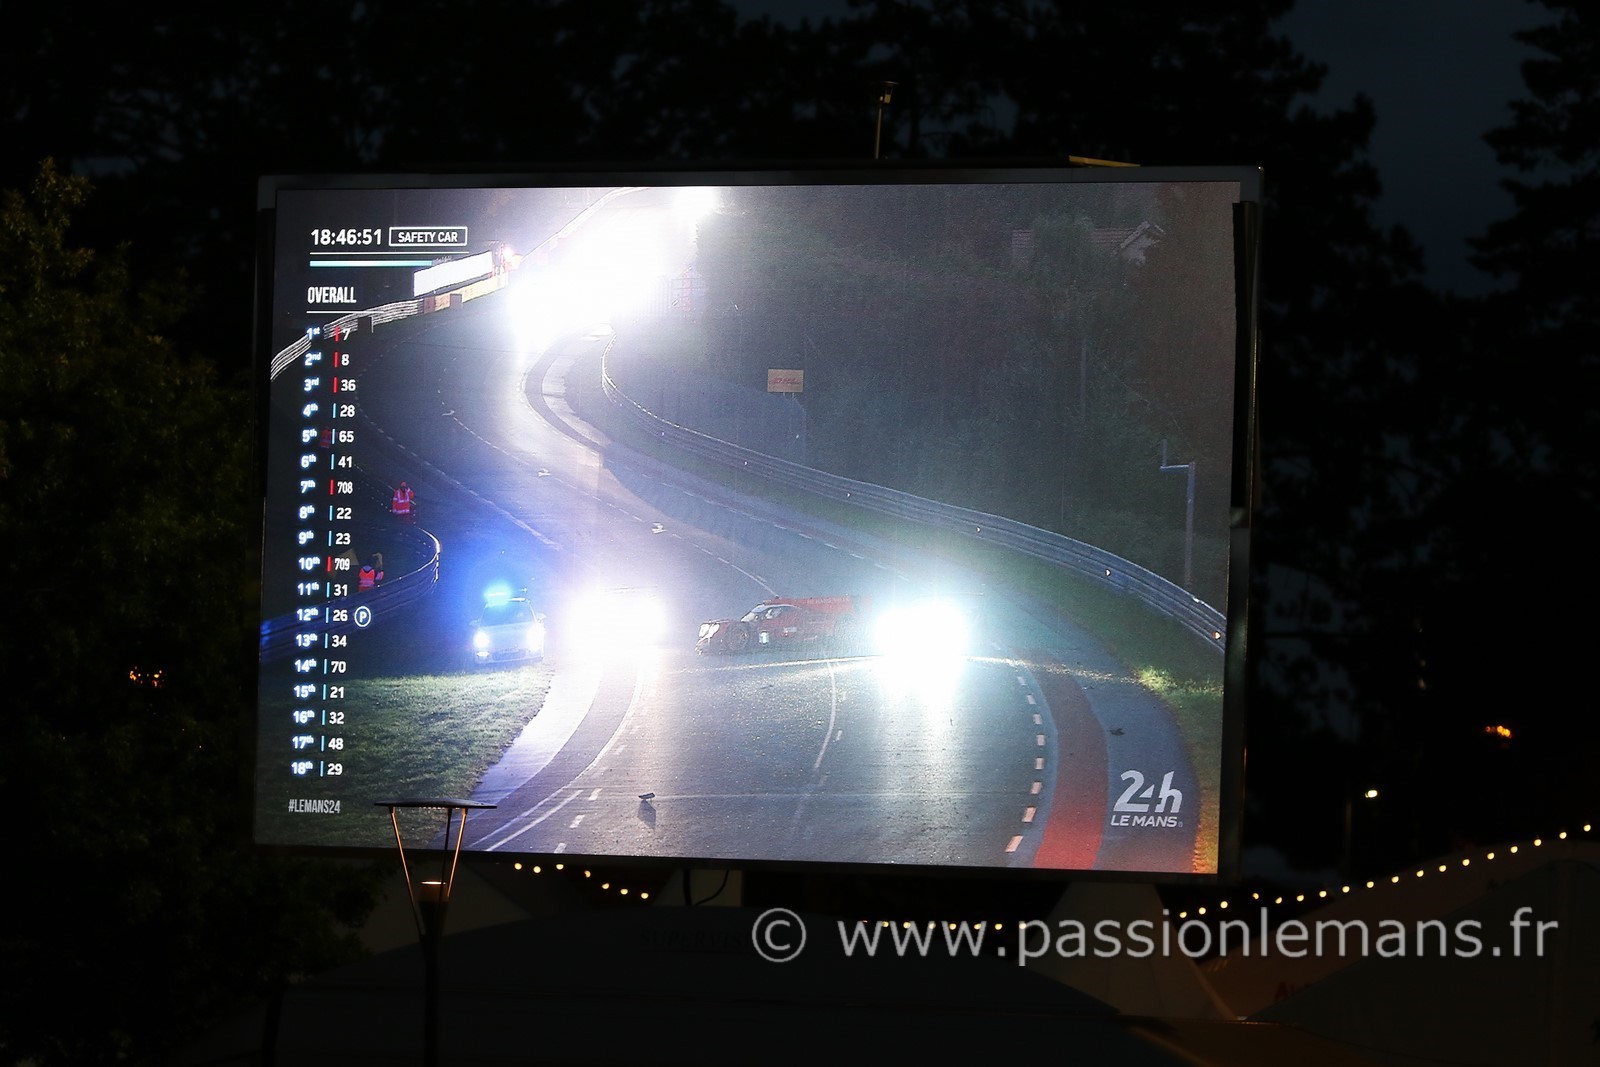 18:46:51 SAFETY CAR
OVERALL
1st 7
2nd 8
3rd 36
4th 28
5th 65
6th 41
7th 708
8th 22
9th 23
10th 709
11th 31
12th 26 P
13th 34
14th 70
15th 21
16th 32
17th 48
18th 29
#LEMANS24
24h
LE MANS
© www.passionlemans.fr